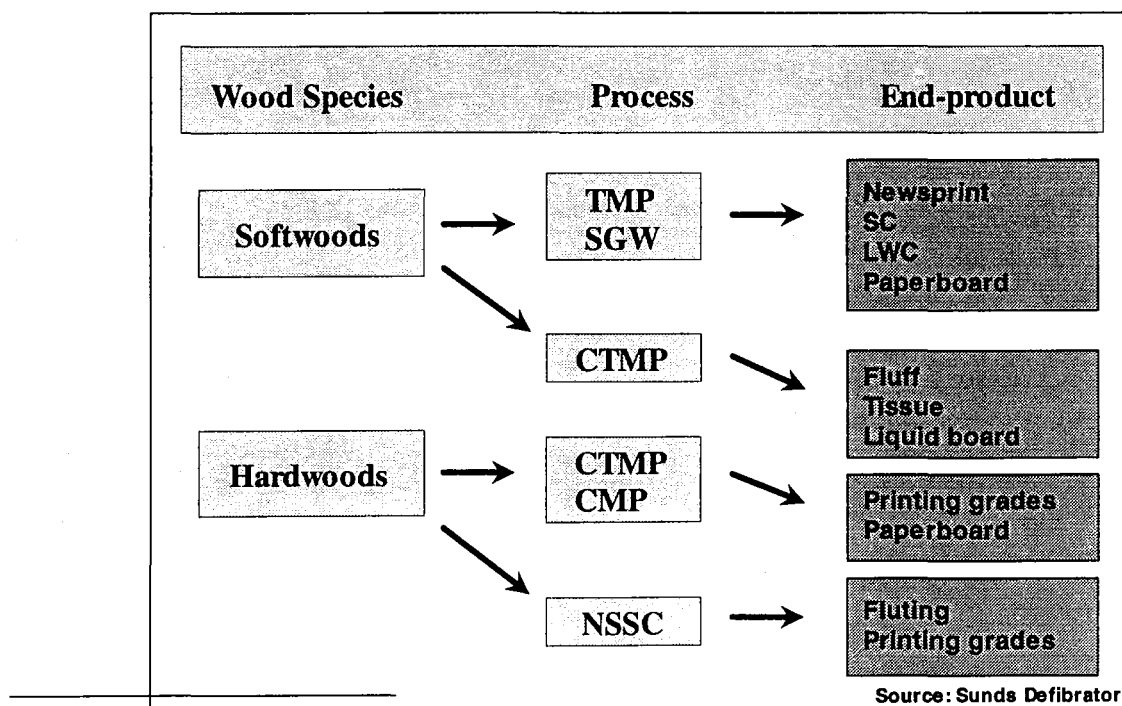 Wood Species Process End-product
Softwoods
TMP
SGW
Newsprint
SC
LWC
Paperboard
CTMP
Fluff
Tissue
Liquid board
Hardwoods
CTMP
CMP
Printing grades
Paperboard
NSSC
Fluting
Printing grades
Source: Sunds Defibrator